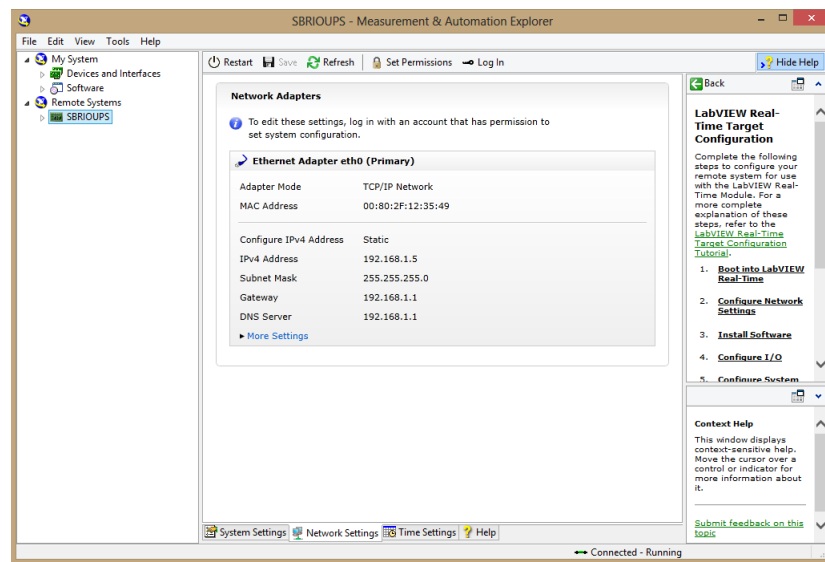 SBRIOUPS - Measurement & Automation Explorer
File Edit View Tools Help
My System
Devices and Interfaces
Software
Remote Systems
SBRIOUPS
Restart Save Refresh Set Permissions Log In Hide Help
Network Adapters
To edit these settings, log in with an account that has permission to
set system configuration.
Ethernet Adapter eth0 (Primary)
Adapter Mode TCP/IP Network
MAC Address 00:80:2F:12:35:49
Configure IPv4 Address Static
IPv4 Address 192.168.1.5
Subnet Mask 255.255.255.0
Gateway 192.168.1.1
DNS Server 192.168.1.1
More Settings
System Settings Network Settings Time Settings Help
Back
LabVIEW Real-
Time Target
Configuration
Complete the following
steps to configure your
remote system for use
with the LabVIEW Real-
Time Module. For a
more complete
explanation of these
steps, refer to the
LabVIEW Real-Time
Target Configuration
Tutorial.
1. Boot into LabVIEW
Real-Time
2. Configure Network
Settings
3. Install Software
4. Configure I/O
5. Configure System
Context Help
This window displays
context-sensitive help.
Move the cursor over a
control or indicator for
more information about
it.
Submit feedback on this
topic
Connected - Running